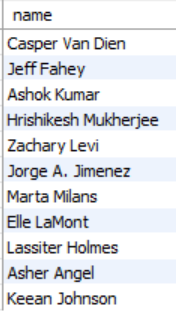 name
Casper Van Dien
Jeff Fahey
Ashok Kumar
Hrishikesh Mukherjee
Zachary Levi
Jorge A. Jimenez
Marta Milans
Elle LaMont
Lassiter Holmes
Asher Angel
Keean Johnson